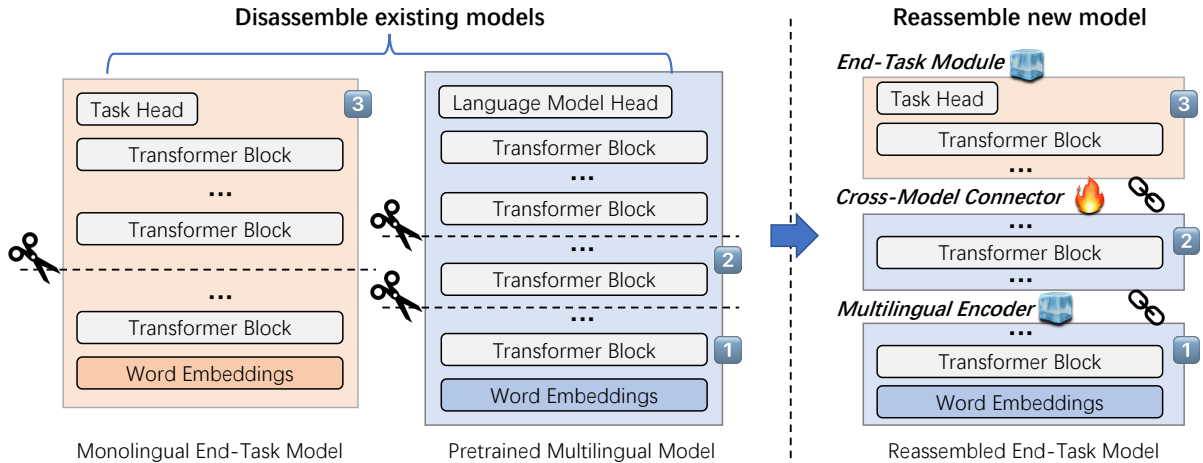 Disassemble existing models
Task Head
3
Transformer Block
...
Transformer Block
...
Transformer Block
Word Embeddings
Monolingual End-Task Model
Language Model Head
Transformer Block
...
Transformer Block
...
2
Transformer Block
...
1
Transformer Block
Word Embeddings
Pretrained Multilingual Model
Reassemble new model
End-Task Module
Task Head
3
Transformer Block
...
Cross-Model Connector
...
2
Transformer Block
...
Multilingual Encoder
...
1
Transformer Block
Word Embeddings
Reassembled End-Task Model